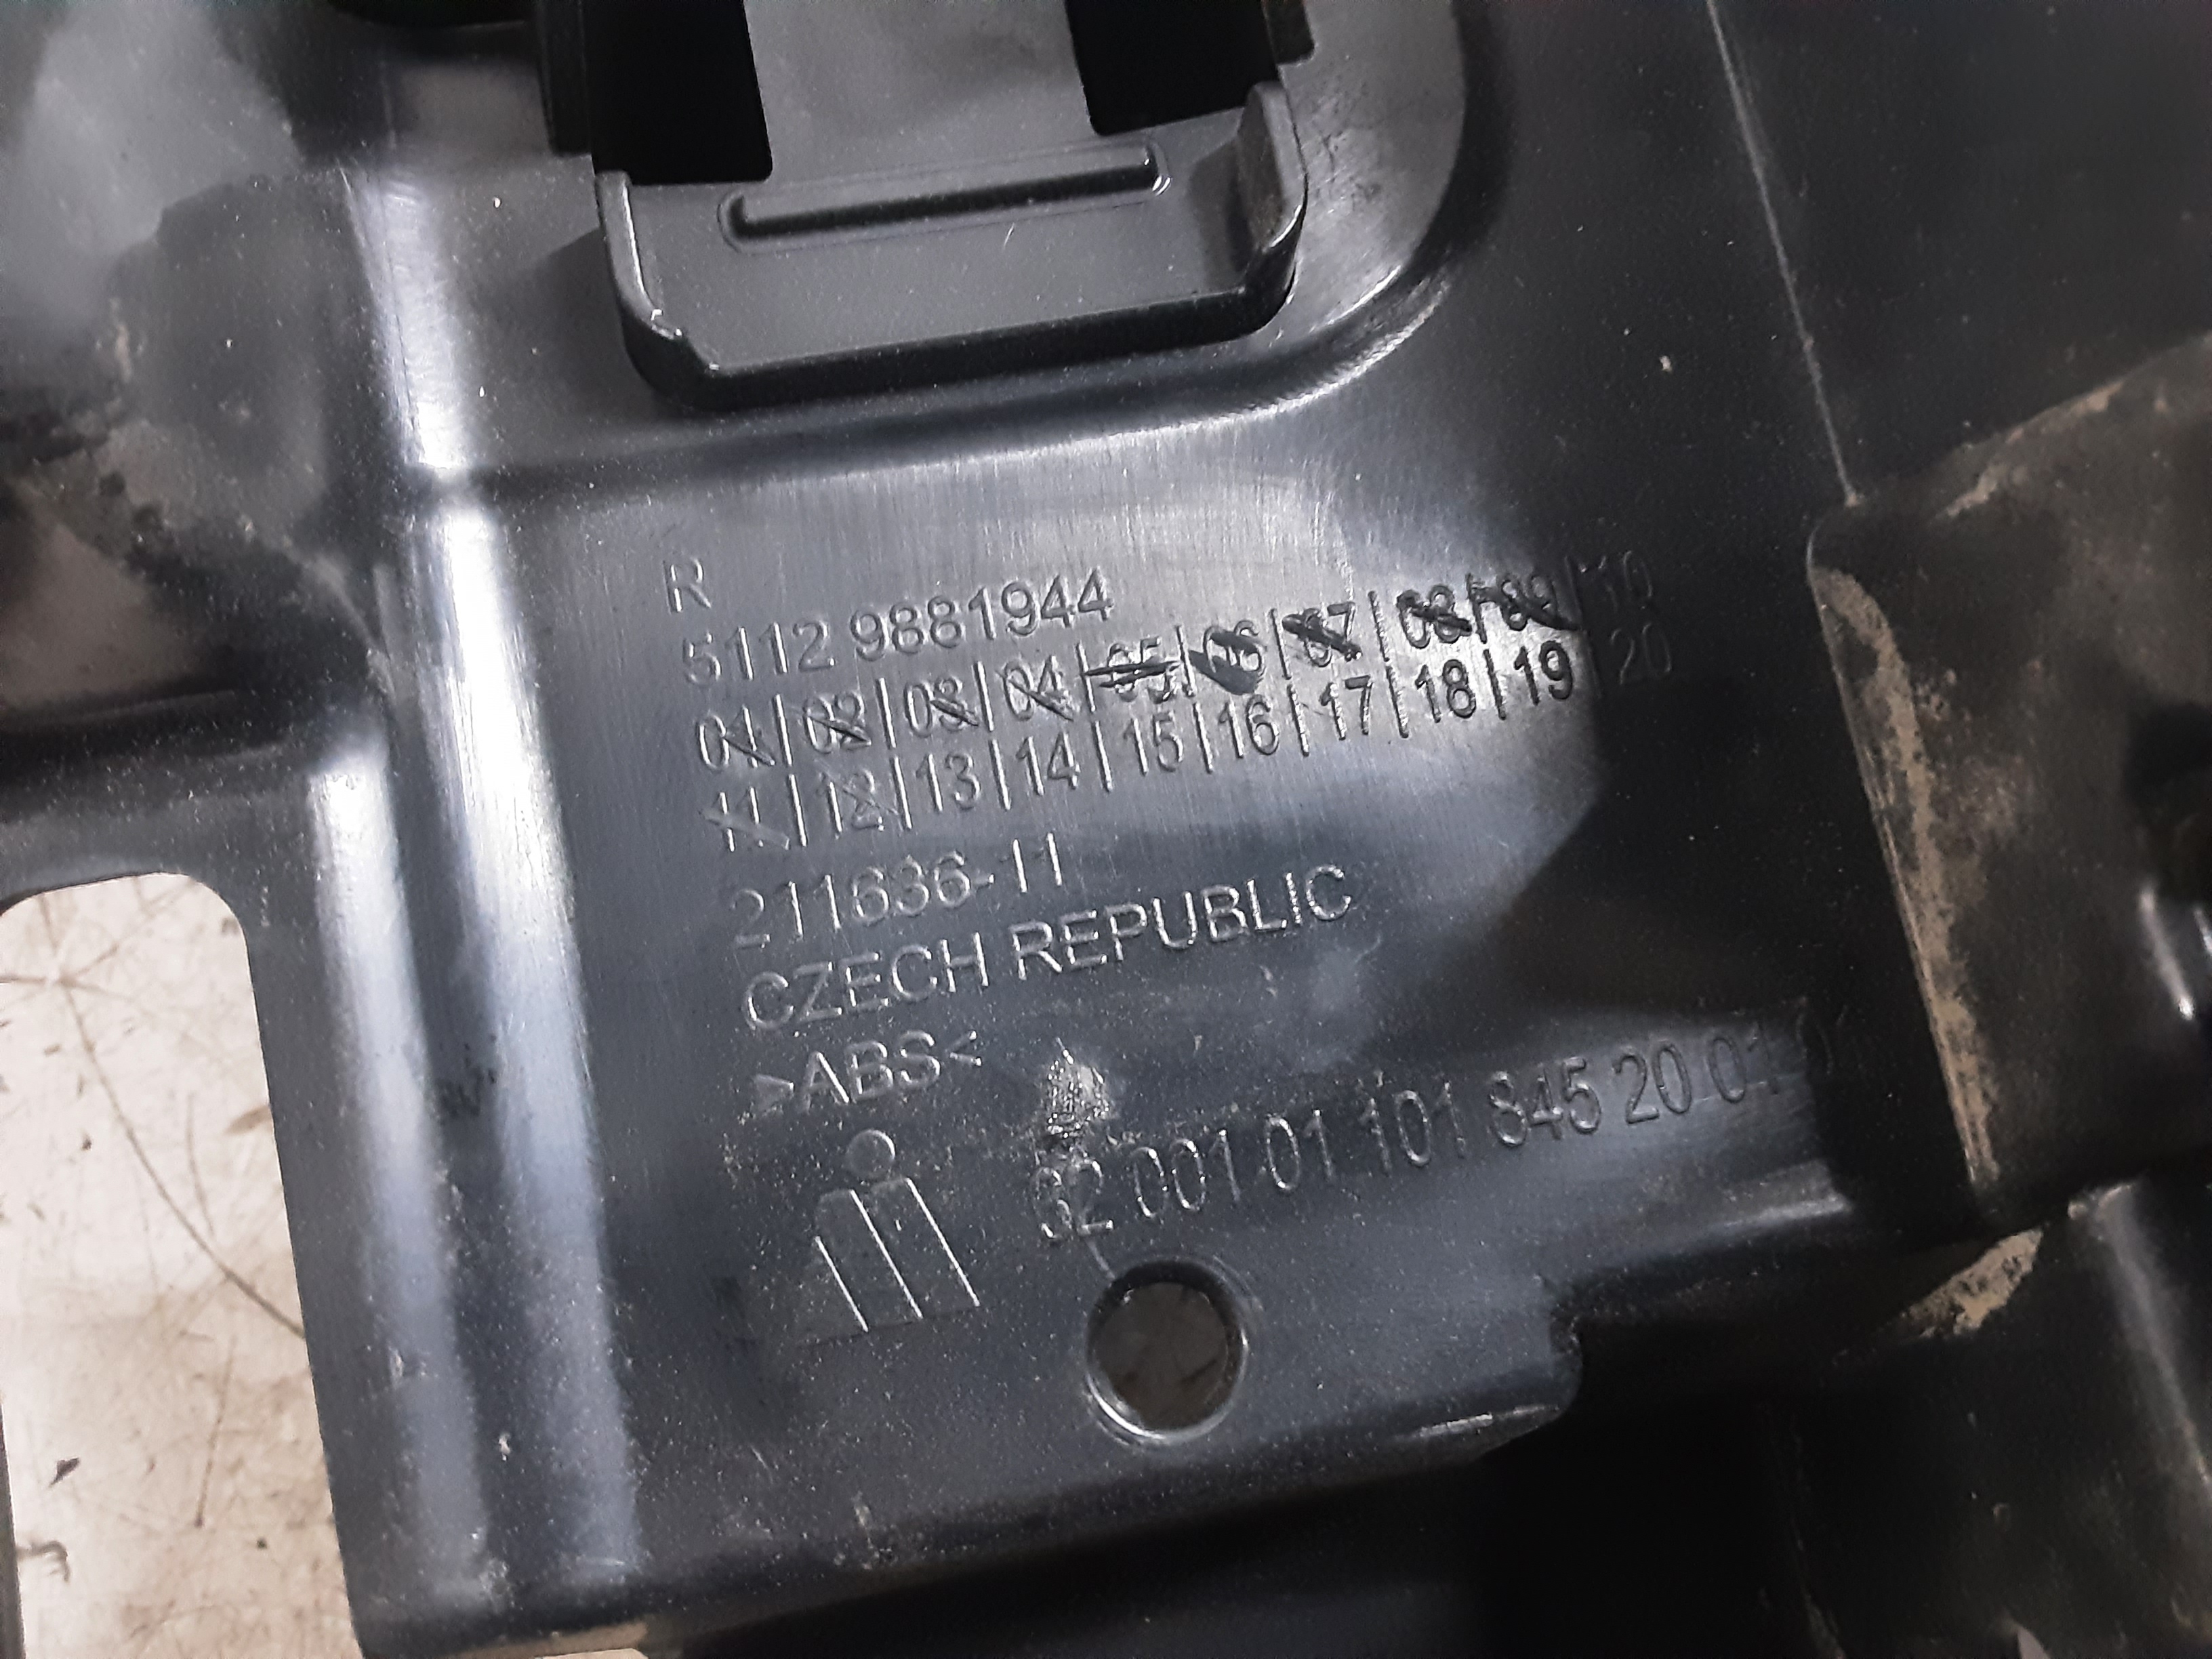 R
5112 9881944
01|02|03|04|05|06|07|08|09|10
11|12|13|14|15|16|17|18|19|20
211636-11
CZECH REPUBLIC
>ABS<
32 001 01 101 845 20 01